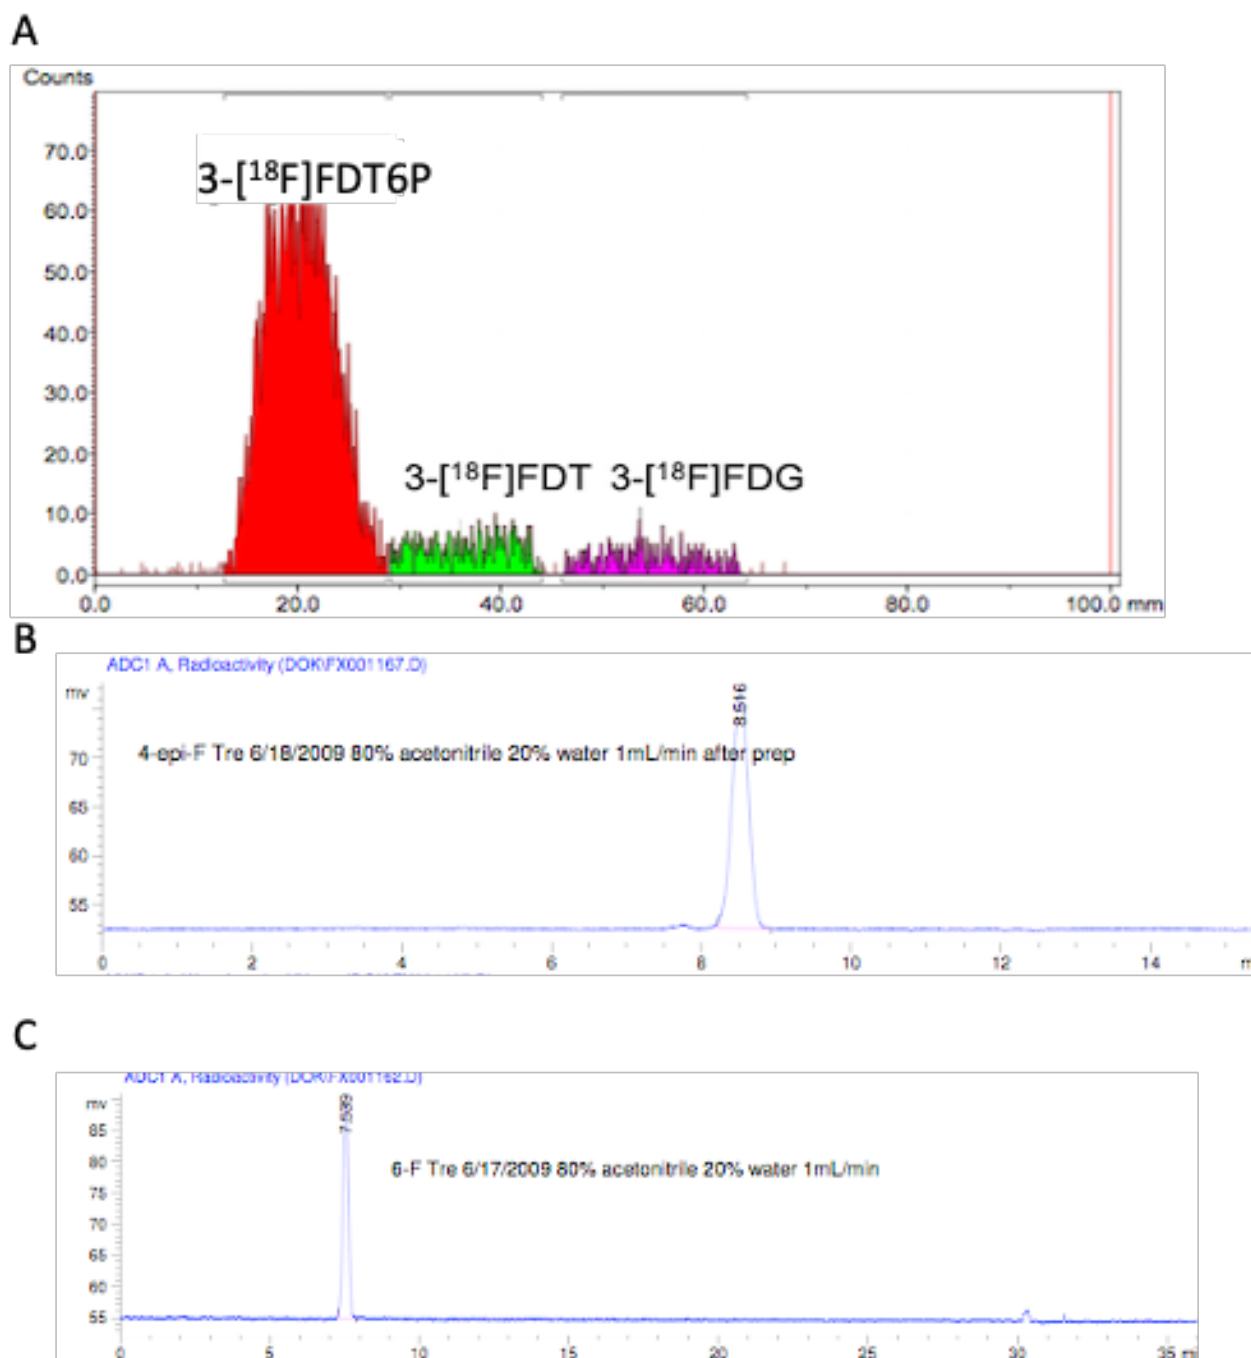 A
Counts
70.0
3-[¹⁸F]FDT6P
60.0
50.0
40.0
30.0
20.0
3-[¹⁸F]FDT 3-[¹⁸F]FDG
10.0
0.0
0.0 20.0 40.0 60.0 80.0 100.0 mm
B
ADC1 A, Radioactivity (DOK\FX001167.D)
mv
8.516
4-epi-F Tre 6/18/2009 80% acetonitrile 20% water 1mL/min after prep
70
65
60
55
0 2 4 6 8 10 12 14
C
ADC1 A, Radioactivity (DOK\FX001162.D)
mv
85
80
6-F Tre 6/17/2009 80% acetonitrile 20% water 1mL/min
75
70
65
60
55
0 5 10 15 20 25 30 35